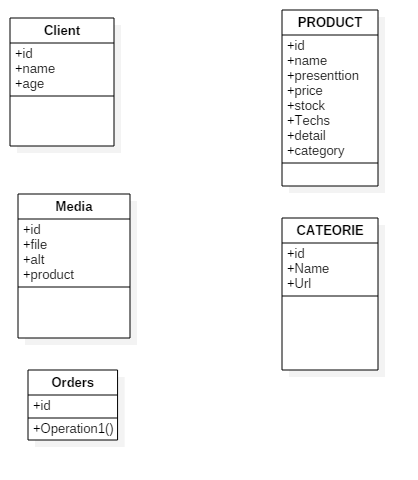 Client
+id
+name
+age
PRODUCT
+id
+name
+presenttion
+price
+stock
+Techs
+detail
+category
Media
+id
+file
+alt
+product
CATEORIE
+id
+Name
+Url
Orders
+id
+Operation1()